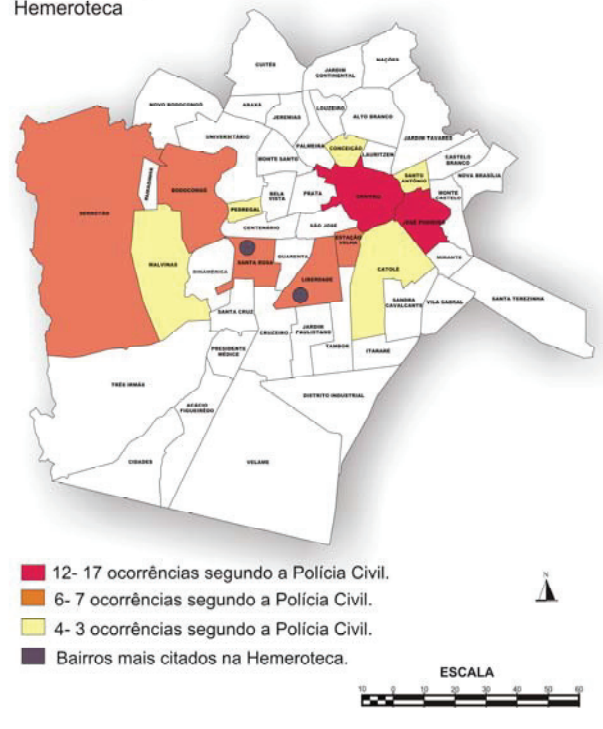 Hemeroteca
CUITÉS
JARDIM
CONTINENTAL
NAÇÕES
NOVO BODOCONGÓ
ARAXÁ
JEREMIAS
LOUZEIRO
ALTO BRANCO
JARDIM TAVARES
UNIVERSITÁRIO
PALMEIRA
CONCEIÇÃO
LAURITZEN
CASTELO
BRANCO
NOVA BRASÍLIA
MONTE SANTO
SANTO
ANTÔNIO
BODOCONGÓ
BELA
VISTA
PRATA
CENTRO
MONTE
CASTELO
SERROTÃO
PEDREGAL
JOSÉ PINHEIRO
CENTENÁRIO
SÃO JOSÉ
ESTAÇÃO
VELHA
MALVINAS
DINAMÉRICA
SANTA ROSA
QUARENTA
CATOLÉ
MIRANTE
LIBERDADE
SANTA TEREZINHA
SANDRA
CAVALCANTE
VILA CABRAL
SANTA CRUZ
CRUZEIRO
JARDIM
PAULISTANO
TAMBOR
ITARARÉ
PRESIDENTE
MÉDICE
TRÊS IRMÃS
DISTRITO INDUSTRIAL
ACÁCIO
FIGUEIRÊDO
CIDADES
VELAME
12- 17 ocorrências segundo a Polícia Civil.
6- 7 ocorrências segundo a Polícia Civil.
4- 3 ocorrências segundo a Polícia Civil.
Bairros mais citados na Hemeroteca.
N
ESCALA
10 0 10 20 30 40 50 60